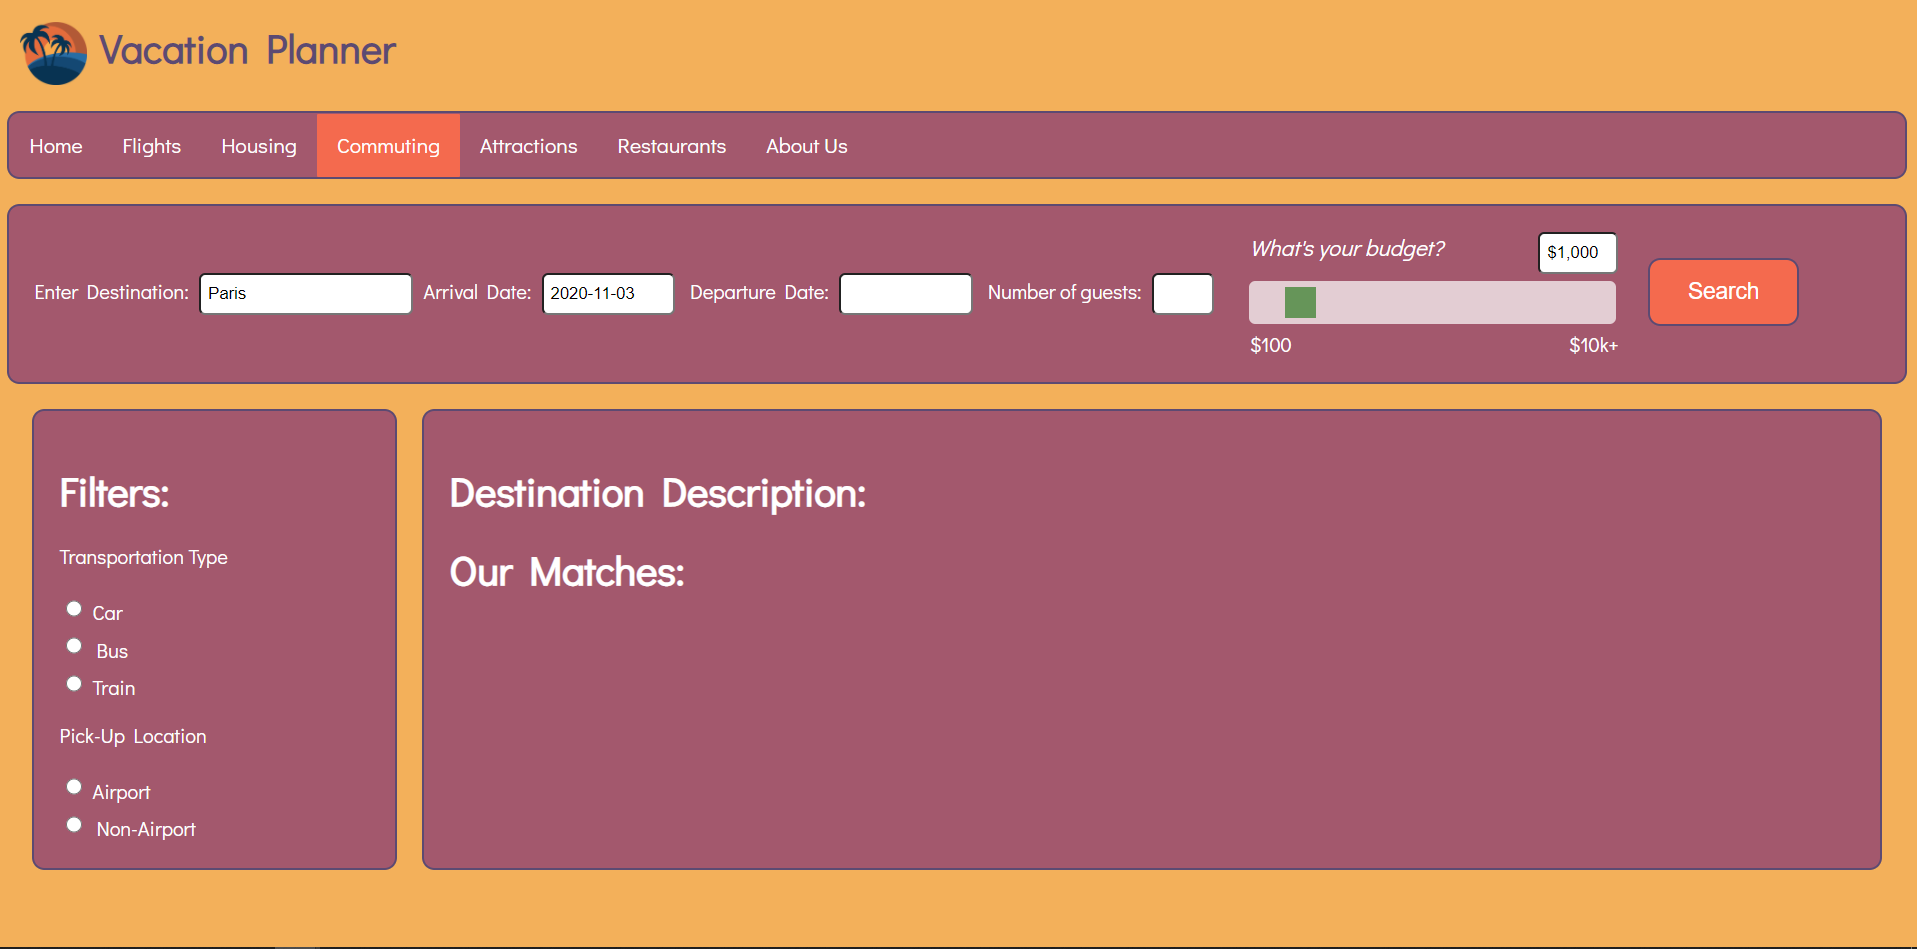 Vacation Planner
Home Flights Housing Commuting Attractions Restaurants About Us
What's your budget? $1,000
Enter Destination: Paris Arrival Date: 2020-11-03 Departure Date: Number of guests: Search
$100 $10k+
Filters:
Transportation Type
Car
Bus
Train
Pick-Up Location
Airport
Non-Airport
Destination Description:
Our Matches: